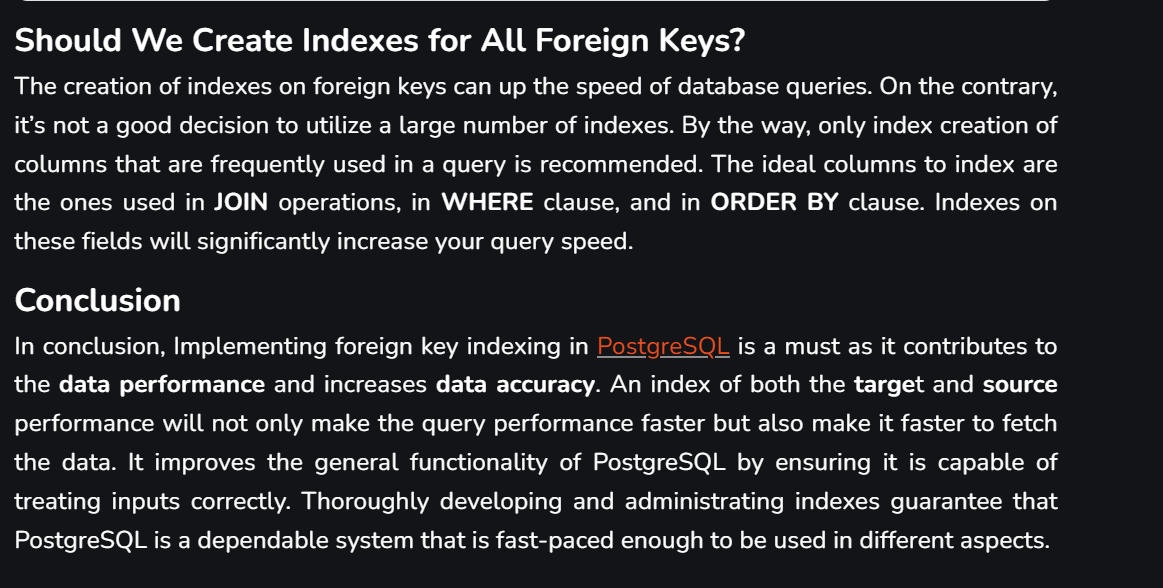 Should We Create Indexes for All Foreign Keys?
The creation of indexes on foreign keys can up the speed of database queries. On the contrary,
it’s not a good decision to utilize a large number of indexes. By the way, only index creation of
columns that are frequently used in a query is recommended. The ideal columns to index are
the ones used in JOIN operations, in WHERE clause, and in ORDER BY clause. Indexes on
these fields will significantly increase your query speed.
Conclusion
In conclusion, Implementing foreign key indexing in PostgreSQL is a must as it contributes to
the data performance and increases data accuracy. An index of both the target and source
performance will not only make the query performance faster but also make it faster to fetch
the data. It improves the general functionality of PostgreSQL by ensuring it is capable of
treating inputs correctly. Thoroughly developing and administrating indexes guarantee that
PostgreSQL is a dependable system that is fast-paced enough to be used in different aspects.